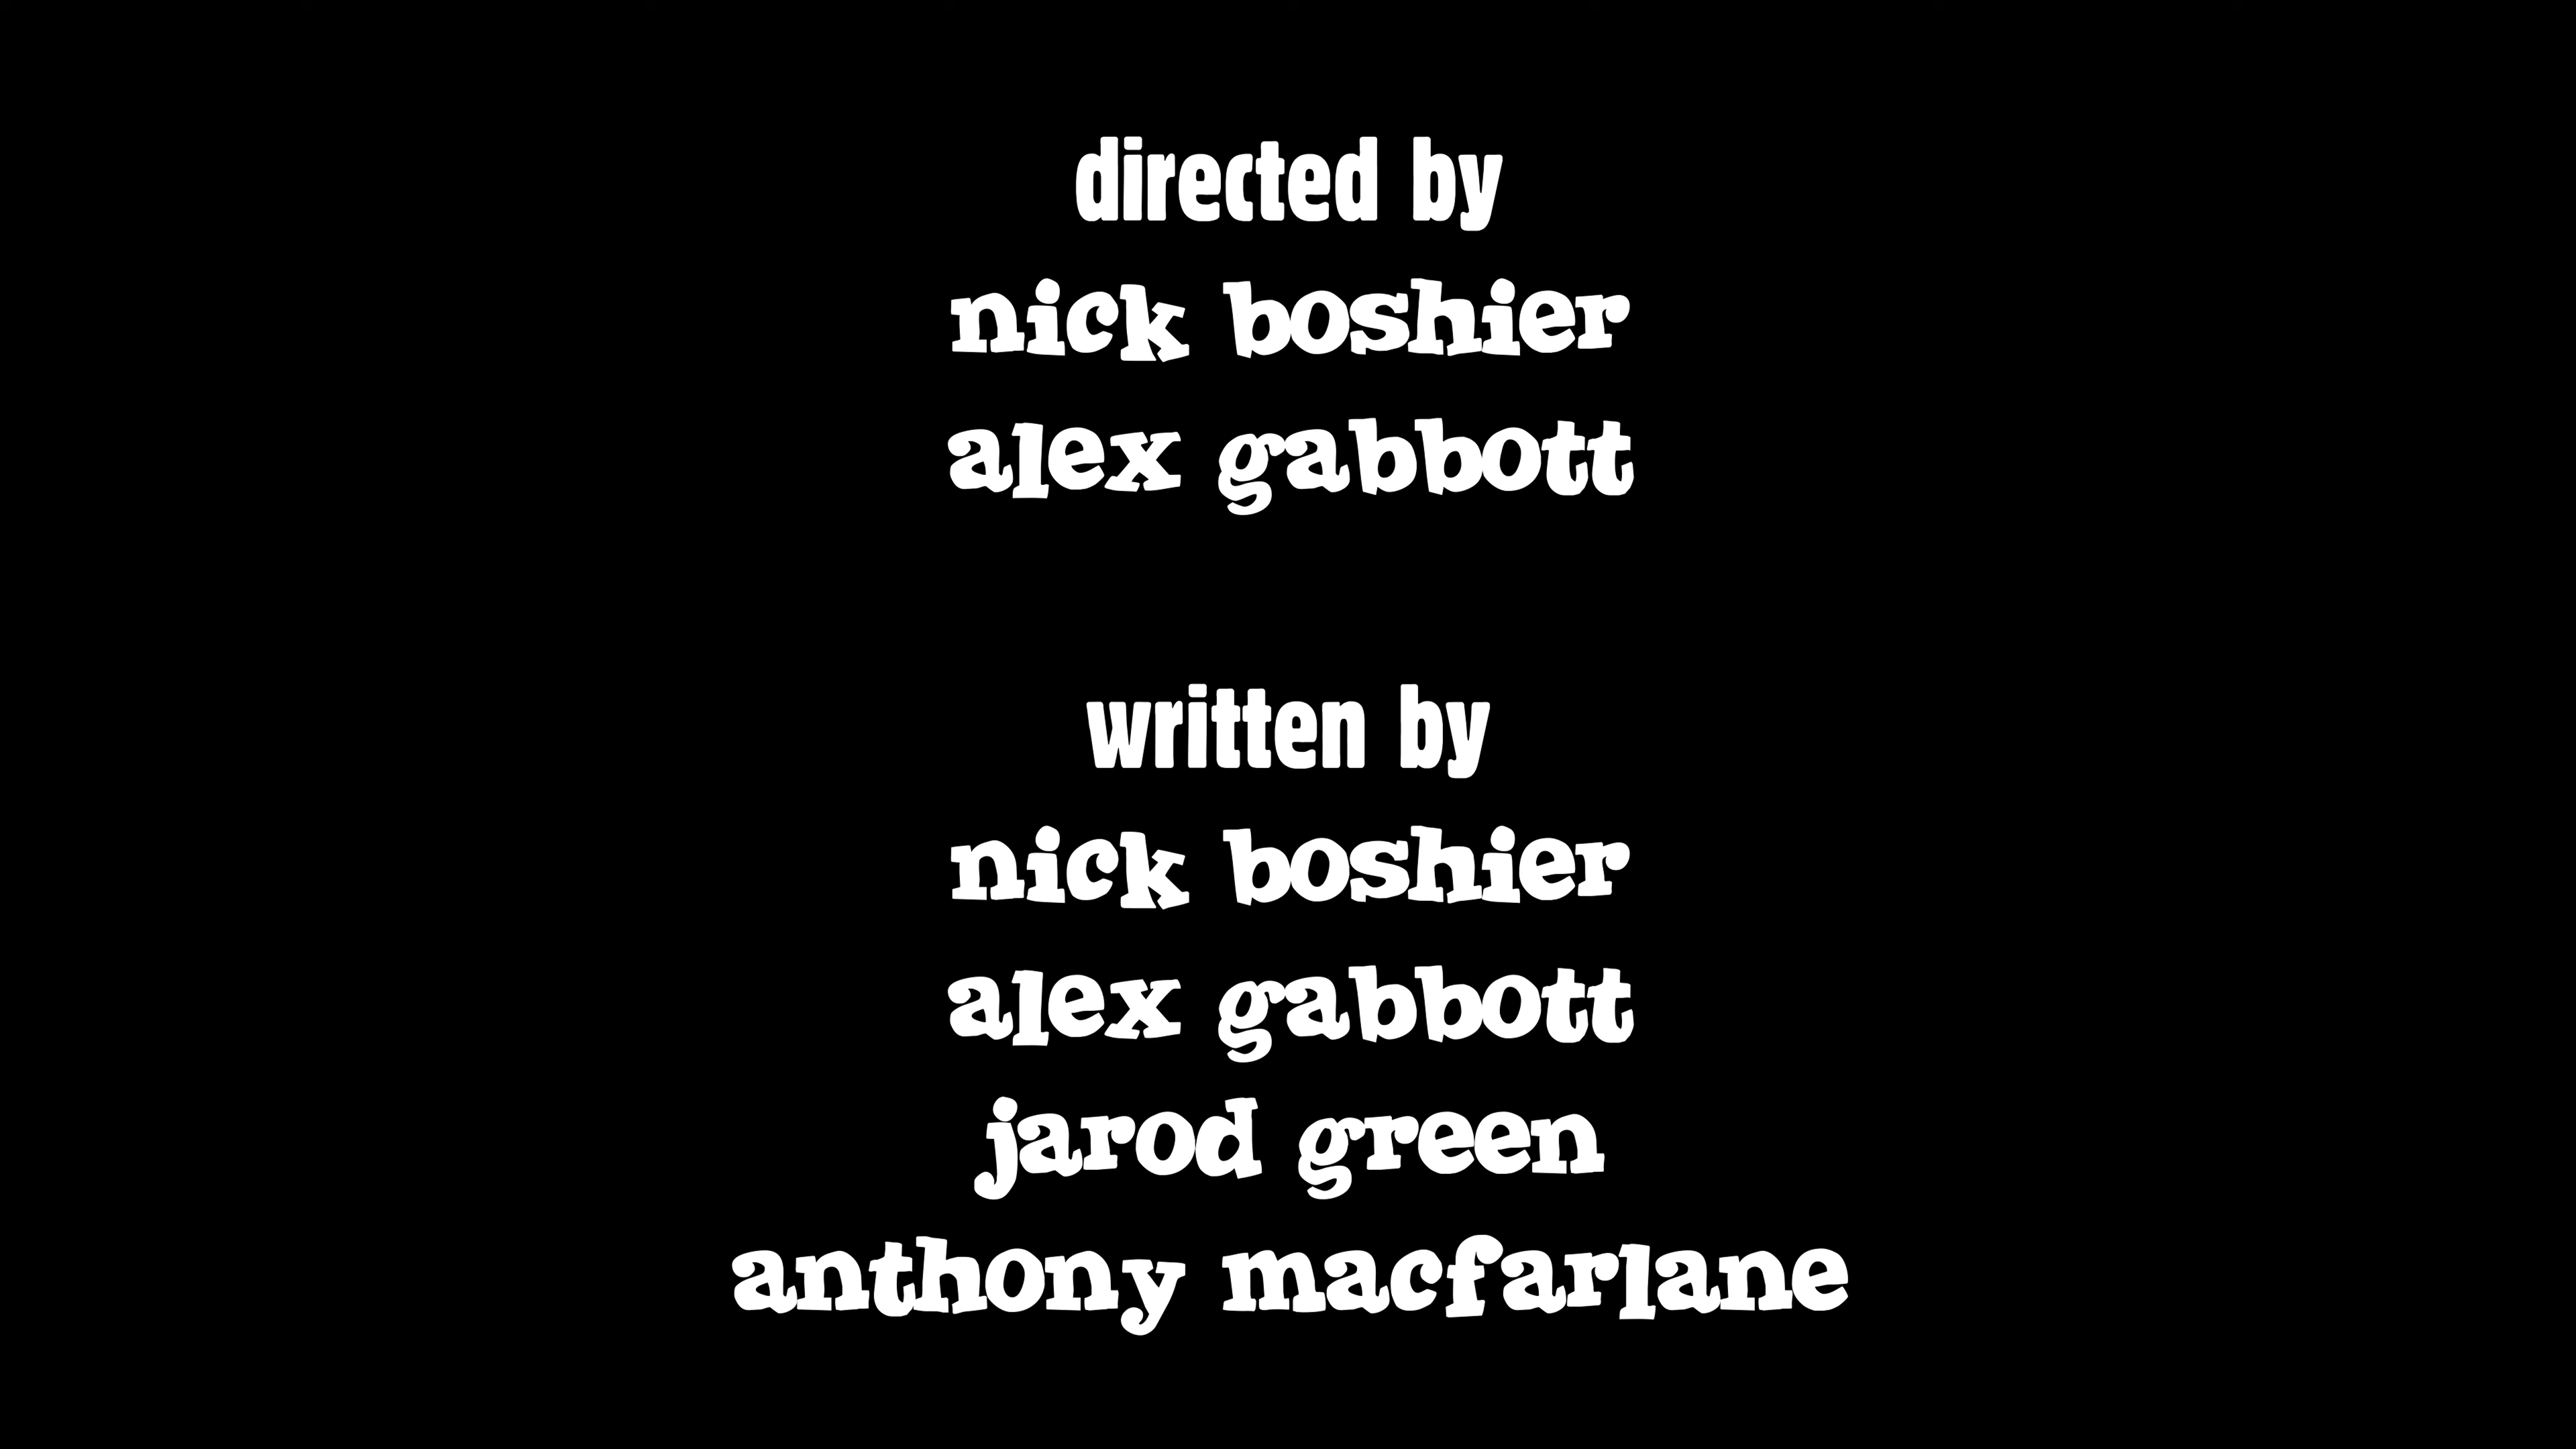 directed by
nick boshier
alex gabbott
written by
nick boshier
alex gabbott
jarod green
anthony macfarlane